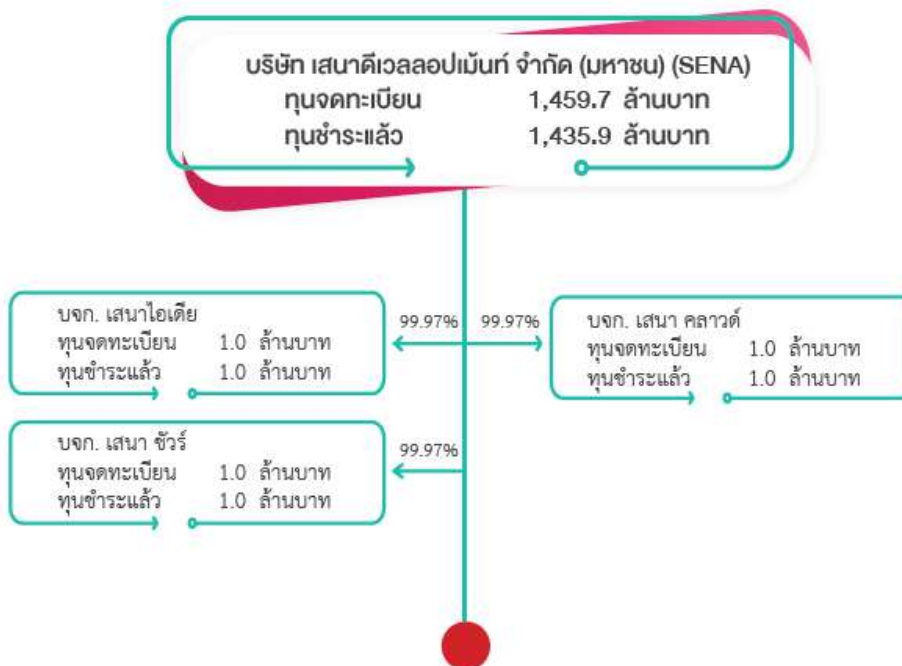 บริษัท เสนาดีเวลลอปเม้นท์ จำกัด (มหาชน) (SENA)
ทุนจดทะเบียน 1,459.7 ล้านบาท
ทุนชำระแล้ว 1,435.9 ล้านบาท
บจก. เสนาไอเดีย
ทุนจดทะเบียน 1.0 ล้านบาท
ทุนชำระแล้ว 1.0 ล้านบาท
99.97% 99.97%
บจก. เสนา คลาวด์
ทุนจดทะเบียน 1.0 ล้านบาท
ทุนชำระแล้ว 1.0 ล้านบาท
บจก. เสนา ชัวร์
ทุนจดทะเบียน 1.0 ล้านบาท
ทุนชำระแล้ว 1.0 ล้านบาท
99.97%